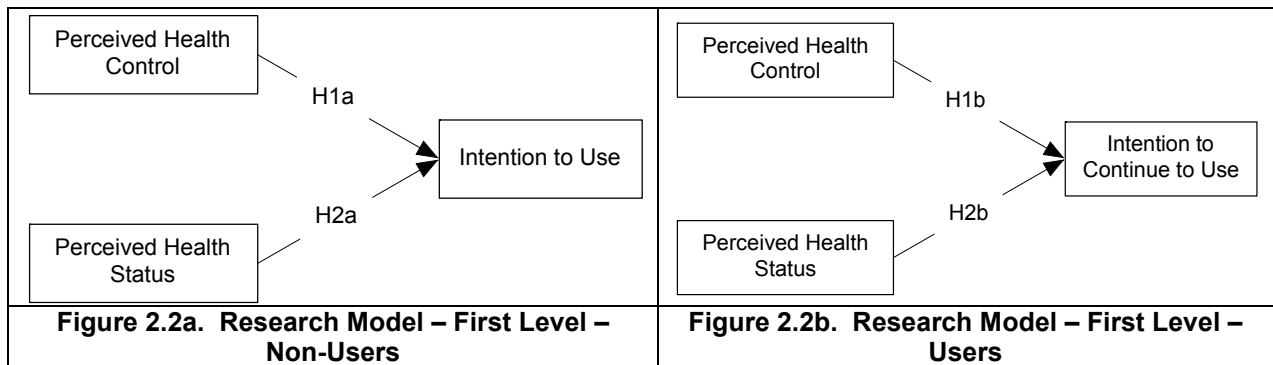 Perceived Health
Control
H1a
Intention to Use
H2a
Perceived Health
Status
Figure 2.2a. Research Model – First Level –
Non-Users
Perceived Health
Control
H1b
Intention to
Continue to Use
H2b
Perceived Health
Status
Figure 2.2b. Research Model – First Level –
Users